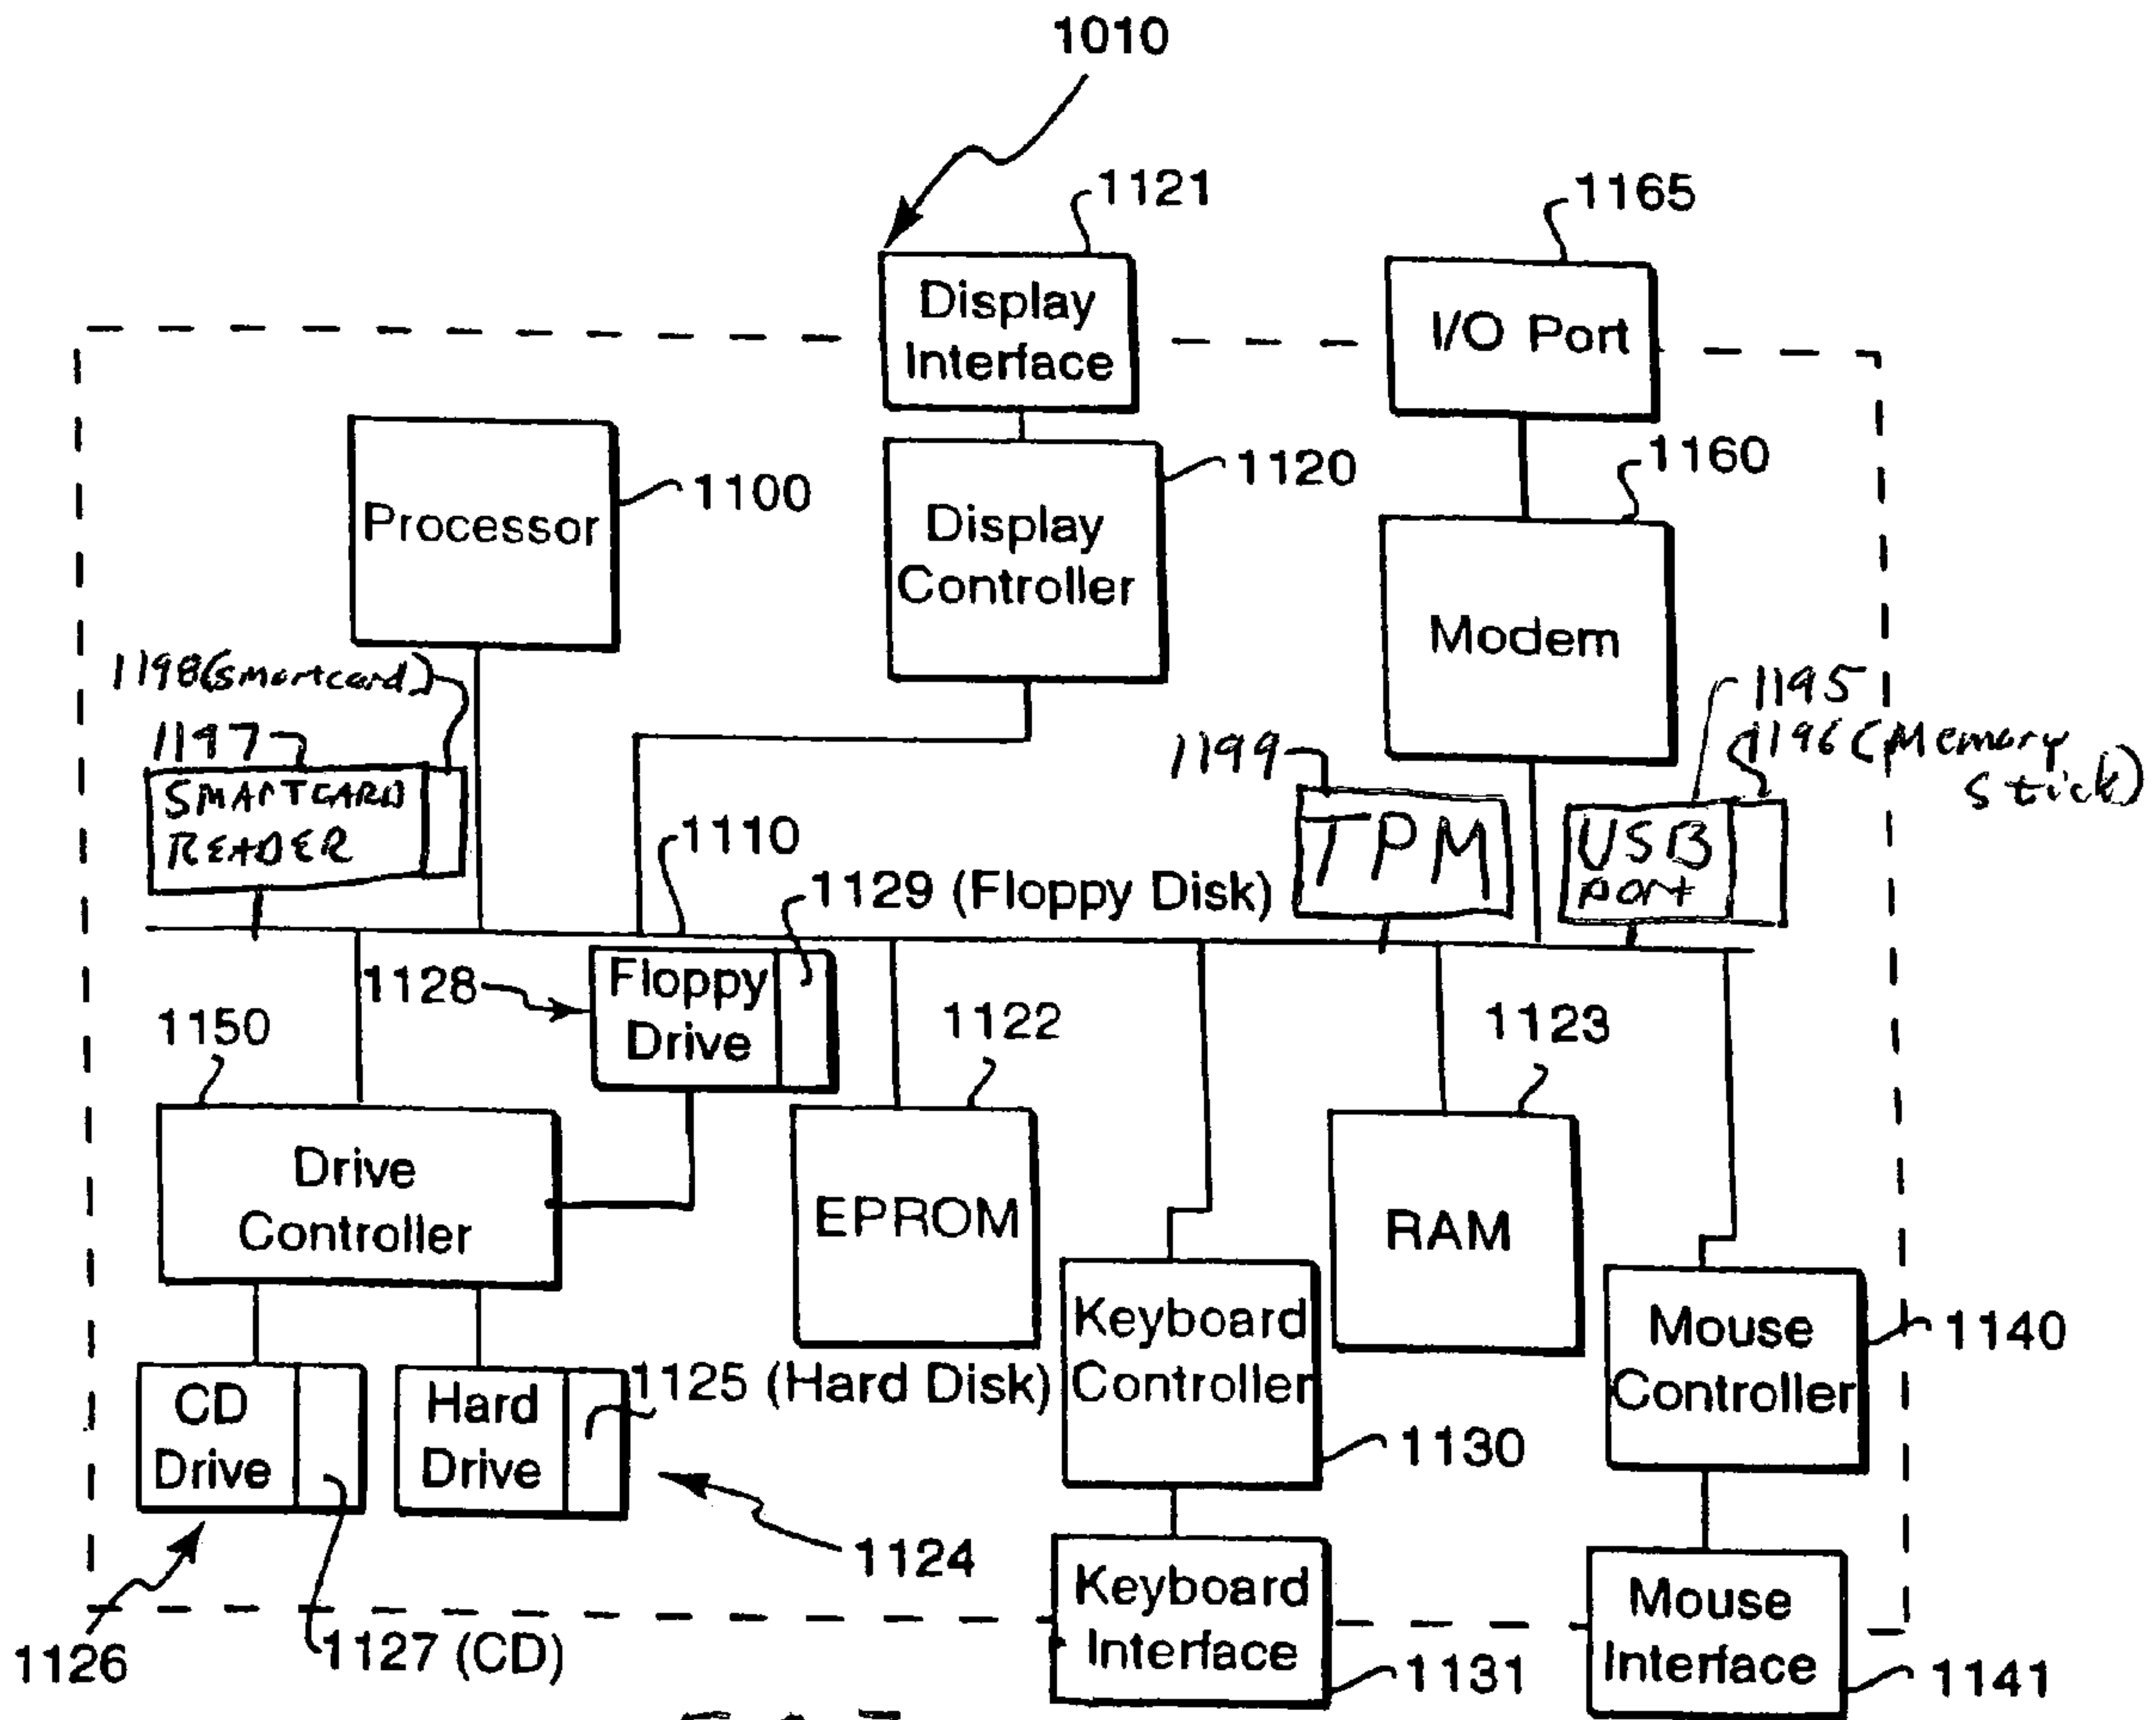 1010
1121
1165
Display
Interface
I/O Port
1160
1120
1100
Processor
Display
Controller
Modem
1198(smartcard)
1195
1197
1199
1196 (Memory
stick)
SMARTCARD
READER
TPM
USB
port
1110
1129 (Floppy Disk)
1128
Floppy
Drive
1150
1122
1123
Drive
Controller
EPROM
RAM
Keyboard
Controller
Mouse
Controller
1140
1125 (Hard Disk)
CD
Drive
Hard
Drive
1130
1124
Keyboard
Interface
Mouse
Interface
1126
1127 (CD)
1131
1141